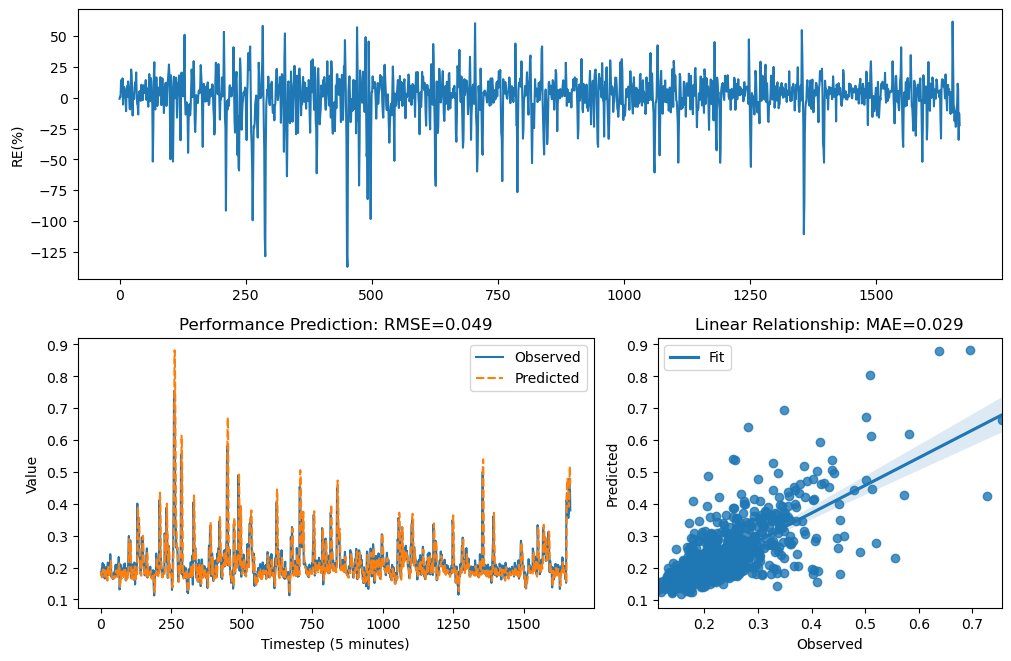 50
25
0
−25
−50
−75
−100
−125
RE(%)
0 250 500 750 1000 1250 1500
Performance Prediction: RMSE=0.049
Observed
Predicted
0.9
0.8
0.7
0.6
0.5
0.4
0.3
0.2
0.1
Value
0 250 500 750 1000 1250 1500
Timestep (5 minutes)
Linear Relationship: MAE=0.029
Fit
0.9
0.8
0.7
0.6
0.5
0.4
0.3
0.2
0.1
Predicted
0.2 0.3 0.4 0.5 0.6 0.7
Observed